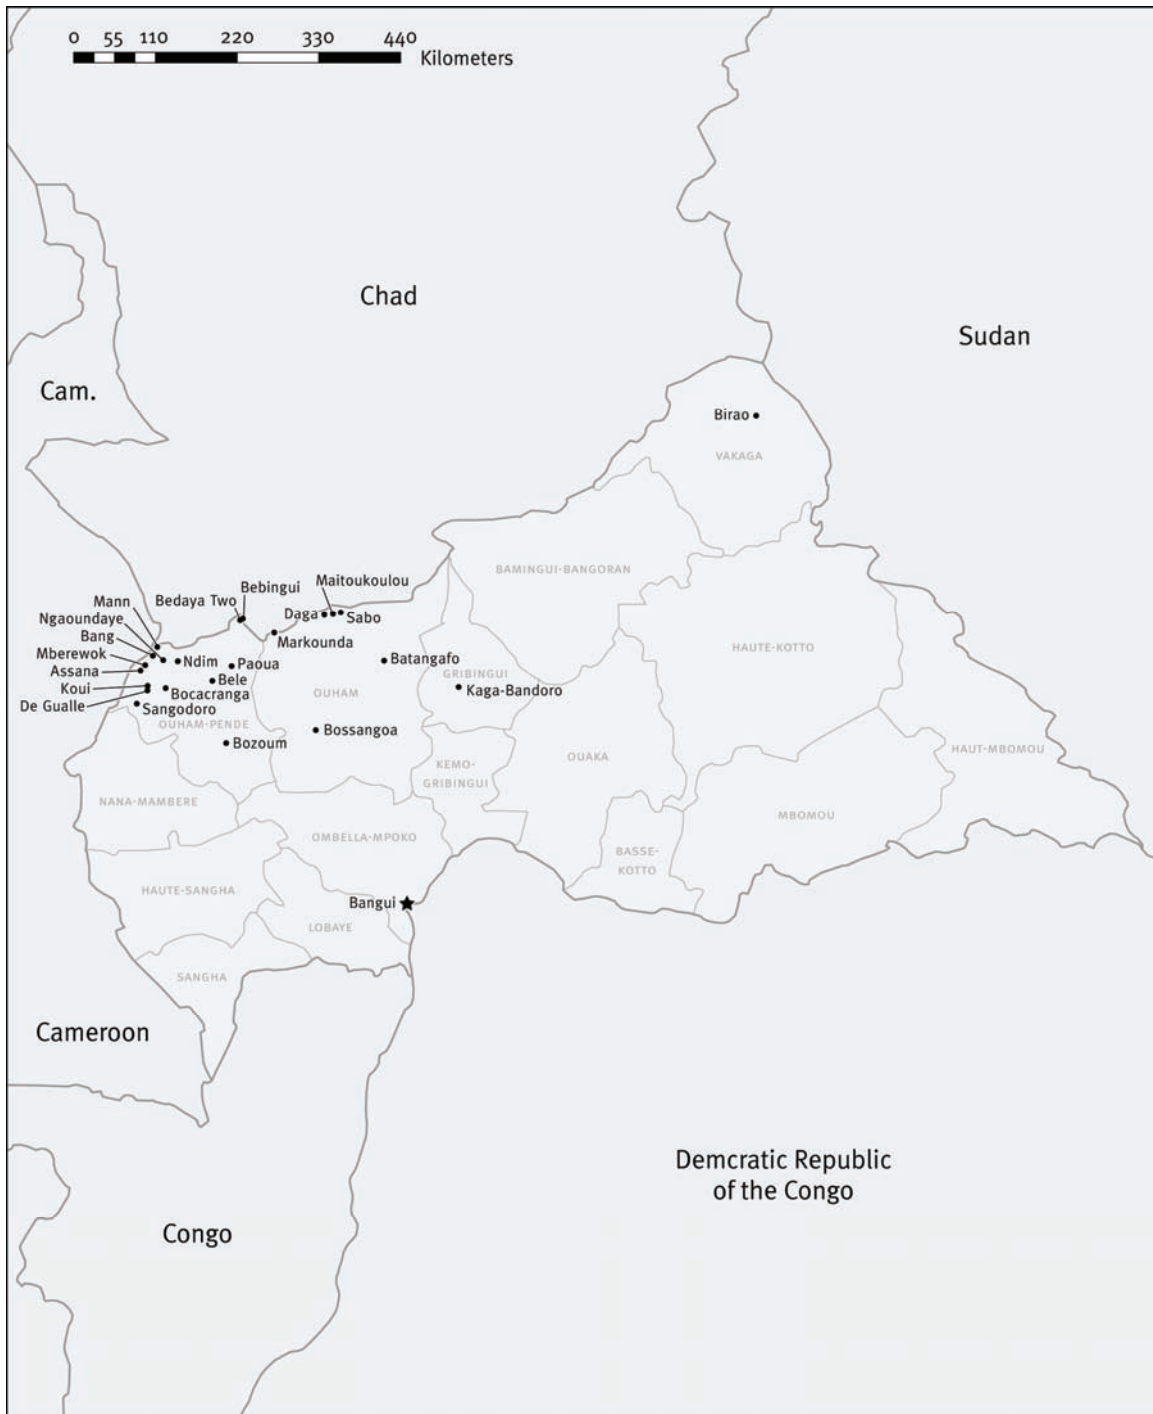 0 55 110 220 330 440
Kilometers
Chad
Sudan
Cam.
Birao
VAKAGA
BAMINGUI-BANGORAN
Maitoukoulou
Bebingui
Bedaya Two
Mann
Daga
Sabo
Ngaoundaye
Markounda
Bang
HAUTE-KOTTO
Mberewok
Ndim
Paoua
Batangafo
Assana
GRIBINGUI
Bele
Koui
Bocacranga
OUHAM
Kaga-Bandoro
De Gualle
Sangodoro
OUHAM-PENDE
Bossangoa
Bozoum
HAUT-MBOMOU
OUAKA
KEMO-
GRIBINGUI
NANA-MAMBERE
MBOMOU
OMBELLA-MPOKO
BASSE-
KOTTO
HAUTE-SANGHA
Bangui
LOBAYE
SANGHA
Cameroon
Demcratic Republic
of the Congo
Congo